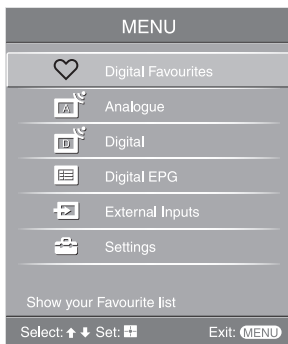 MENU
Digital Favourites
A Analogue
D Digital
Digital EPG
External Inputs
Settings
Show your Favourite list
Select: ↑ ↓ Set: Exit: MENU